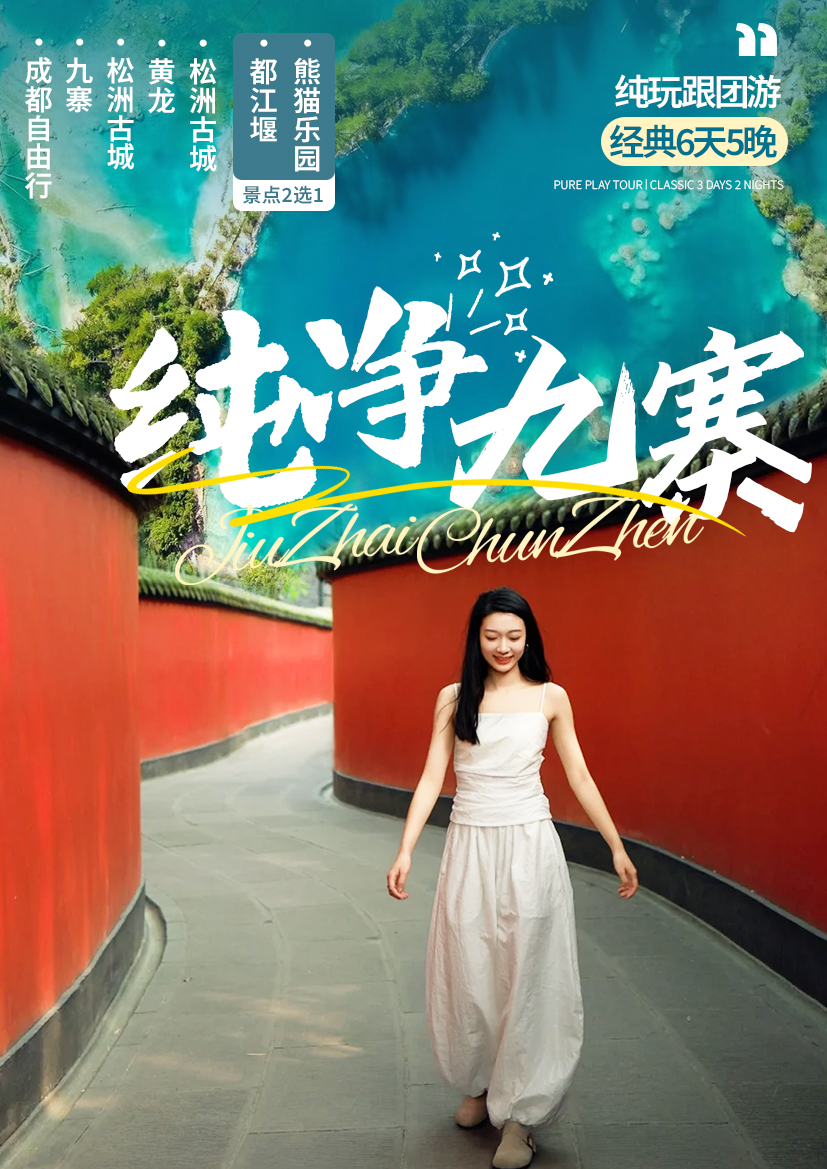 熊猫乐园
都江堰
景点2选1
松洲古城
黄龙
松洲古城
九寨
成都自由行
纯玩跟团游
经典6天5晚
PURE PLAY TOUR | CLASSIC 3 DAYS 2 NIGHTS
纯净九寨
JiuZhai ChunZhen